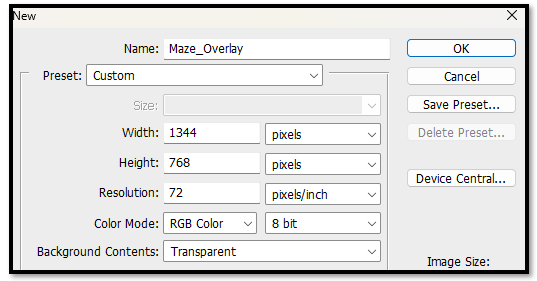 New
Name: Maze_Overlay
OK
Preset: Custom
Cancel
Size:
Save Preset...
Width: 1344 pixels
Delete Preset...
Height: 768 pixels
Resolution: 72 pixels/inch
Device Central...
Color Mode: RGB Color 8 bit
Background Contents: Transparent
Image Size: